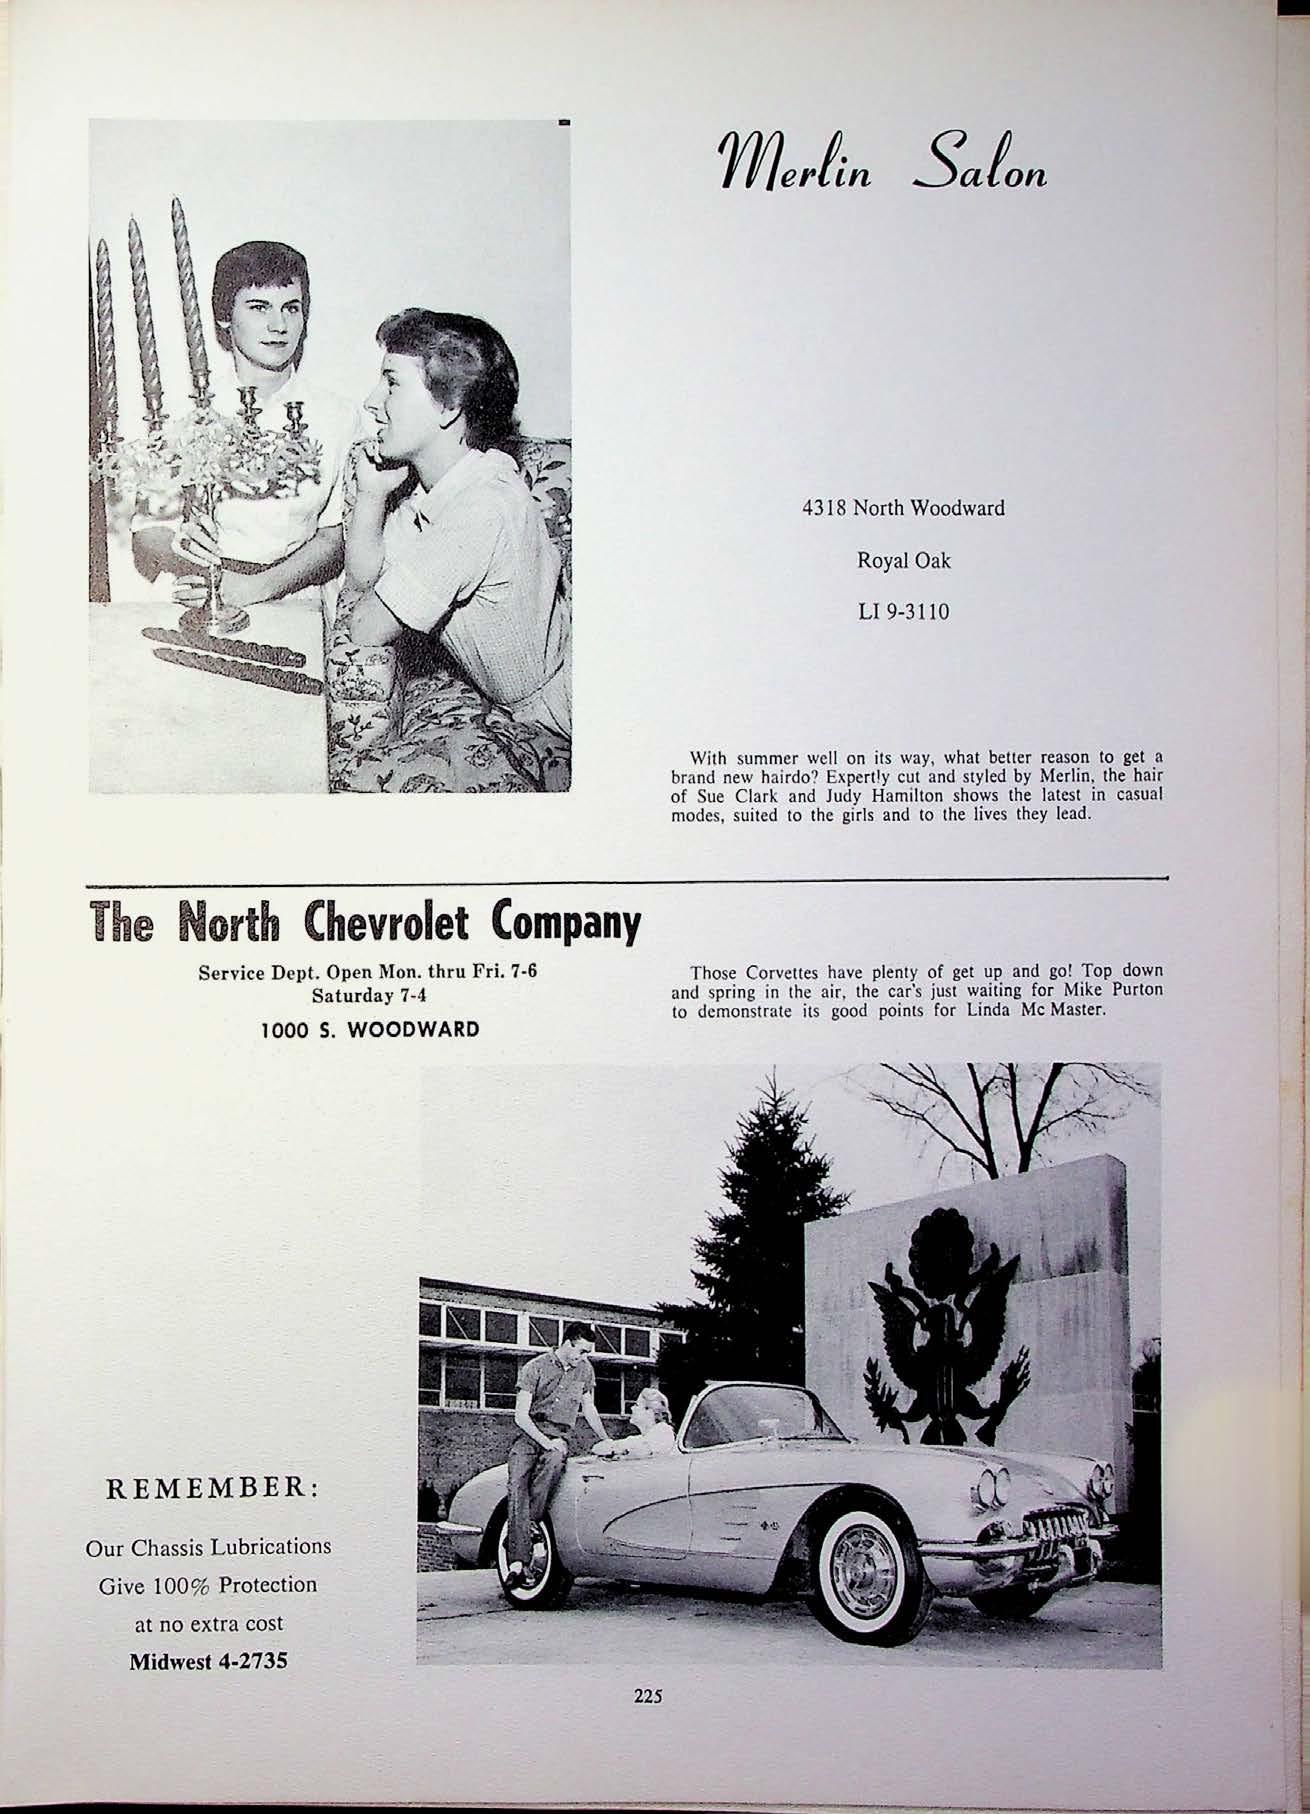 Merlin Salon
4318 North Woodward
Royal Oak
LI 9-3110
With summer well on its way, what better reason to get a
brand new hairdo? Expertly cut and styled by Merlin, the hair
of Sue Clark and Judy Hamilton shows the latest in casual
modes, suited to the girls and to the lives they lead.
The North Chevrolet Company
Service Dept. Open Mon. thru Fri. 7-6
Saturday 7-4
1000 S. WOODWARD
Those Corvettes have plenty of get up and go! Top down
and spring in the air, the car's just waiting for Mike Purton
to demonstrate its good points for Linda Mc Master.
REMEMBER:
Our Chassis Lubrications
Give 100% Protection
at no extra cost
Midwest 4-2735
225